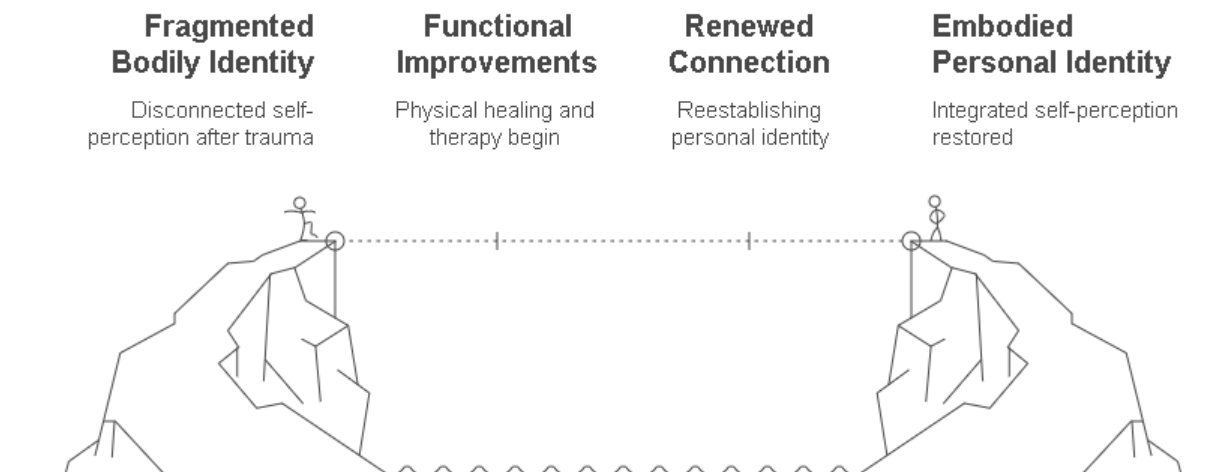 Fragmented
Bodily Identity
Disconnected self-
perception after trauma
Functional
Improvements
Physical healing and
therapy begin
Renewed
Connection
Reestablishing
personal identity
Embodied
Personal Identity
Integrated self-perception
restored